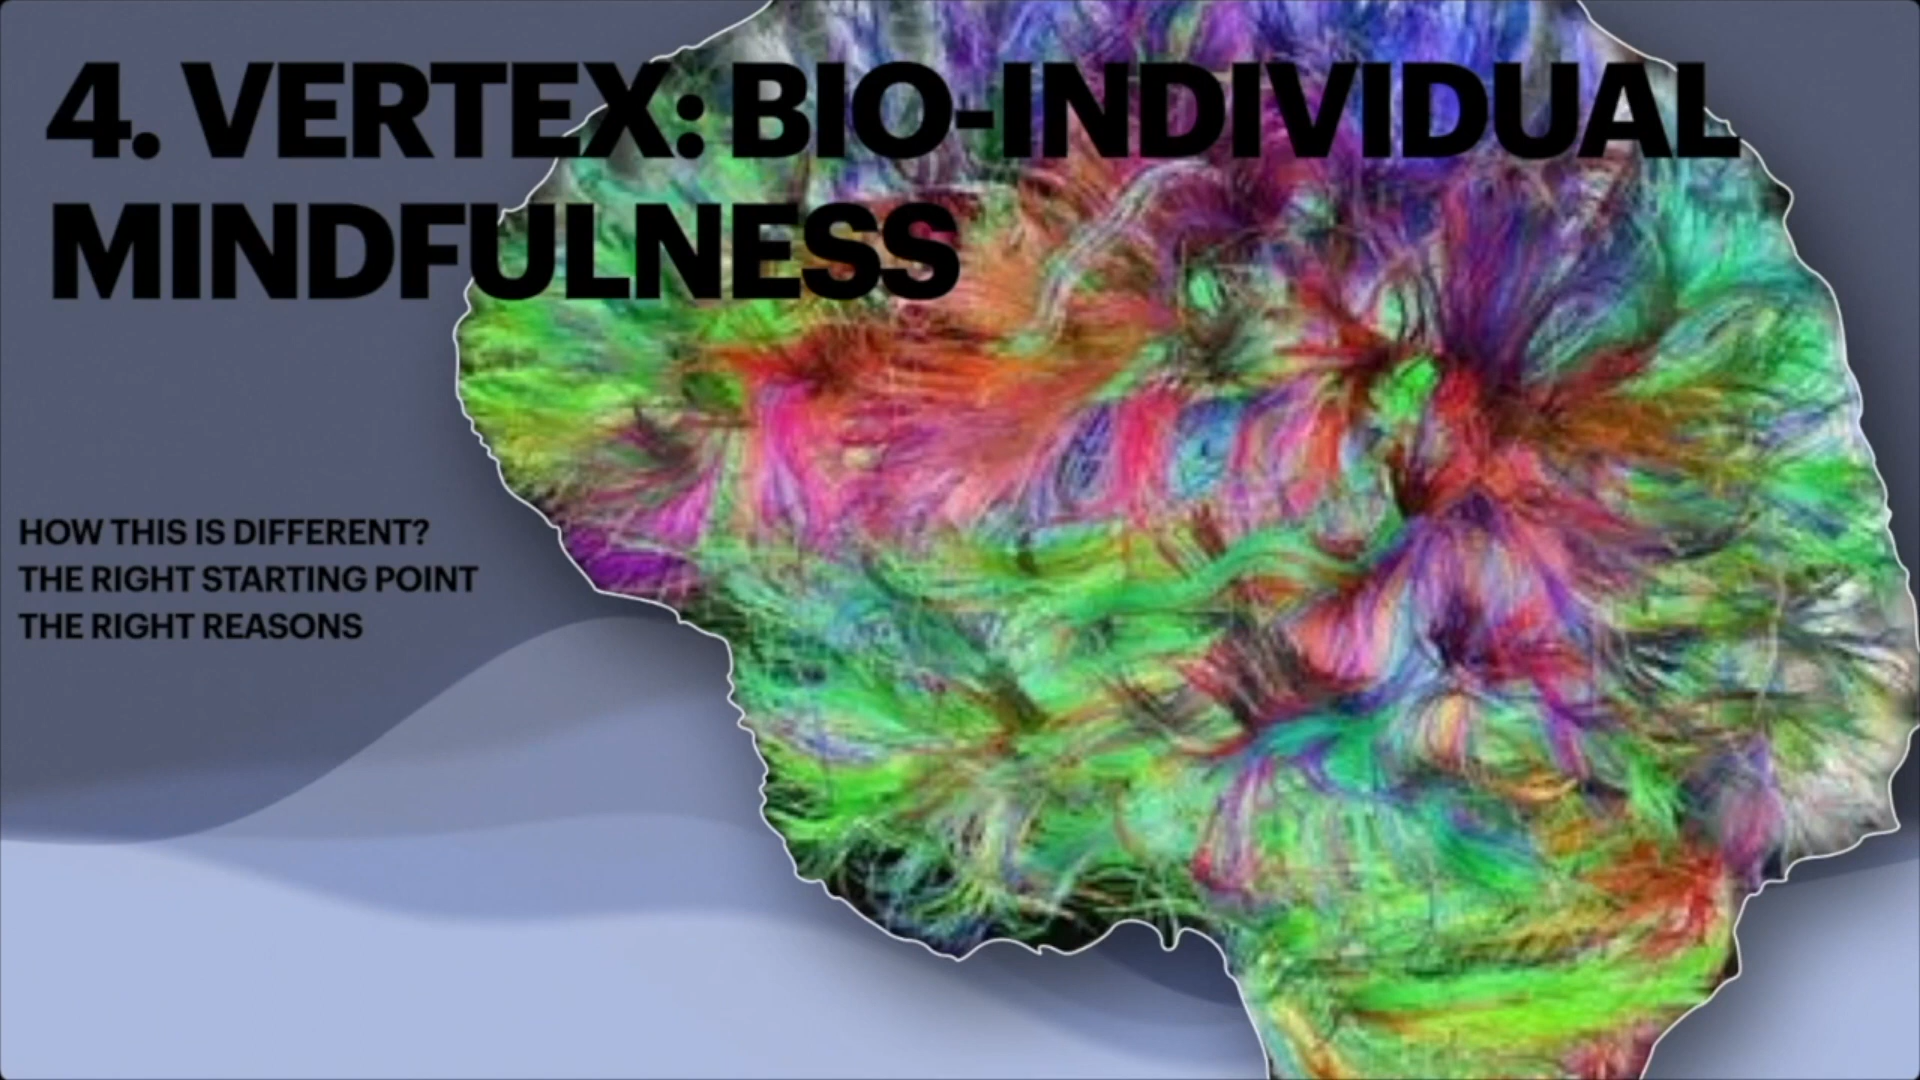 4. VERTEX: BIO-INDIVIDUAL
MINDFULNESS
HOW THIS IS DIFFERENT?
THE RIGHT STARTING POINT
THE RIGHT REASONS